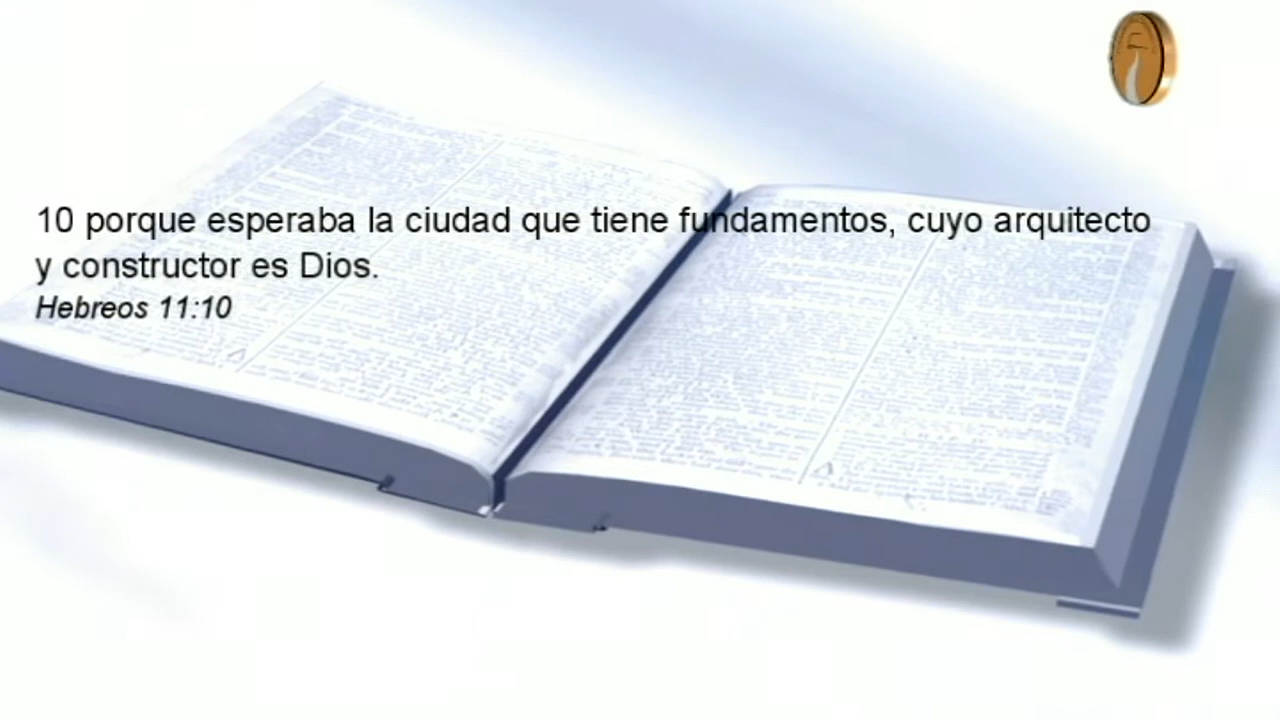 10 porque esperaba la ciudad que tiene fundamentos, cuyo arquitecto
y constructor es Dios.
Hebreos 11:10